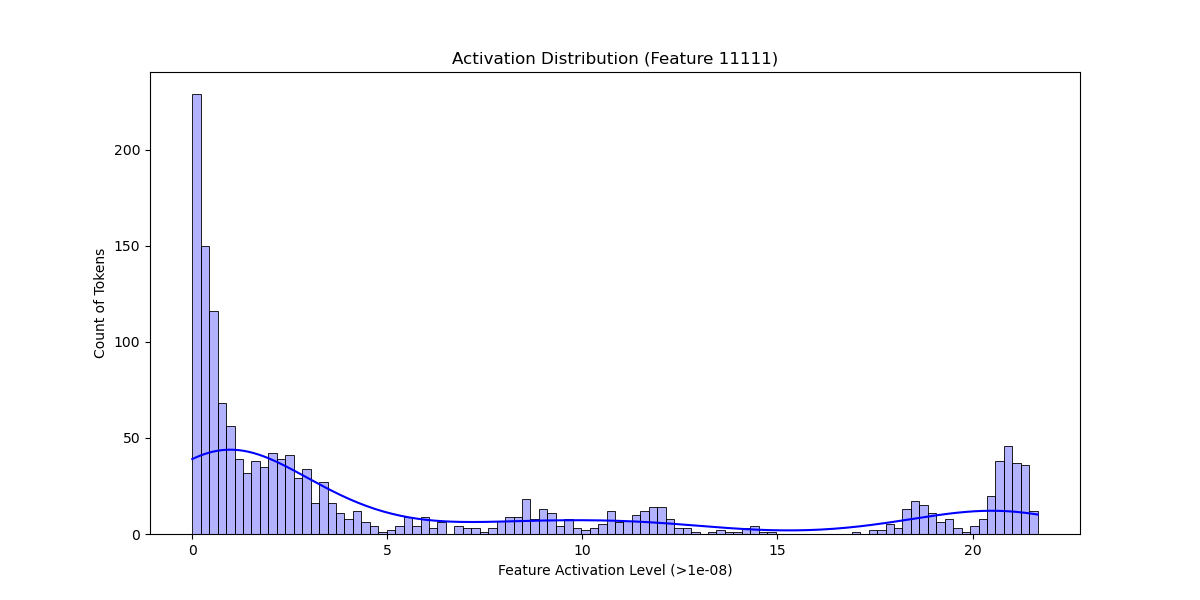 Activation Distribution (Feature 11111)
200
150
100
50
0
Count of Tokens
0 5 10 15 20
Feature Activation Level (>1e-08)